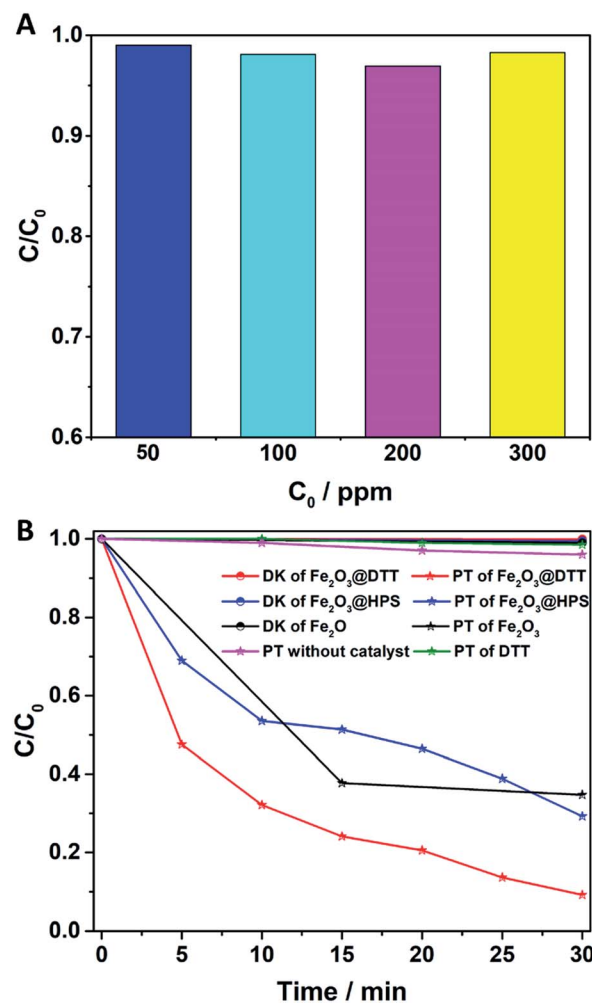 A
1.0
0.9
0.8
0.7
0.6
C/C₀
50 100 200 300
C₀ / ppm
B
1.0
0.8
0.6
0.4
0.2
0.0
C/C₀
DK of Fe₂O₃@DTT PT of Fe₂O₃@DTT
DK of Fe₂O₃@HPS PT of Fe₂O₃@HPS
DK of Fe₂O PT of Fe₂O₃
PT without catalyst PT of DTT
0 5 10 15 20 25 30
Time / min